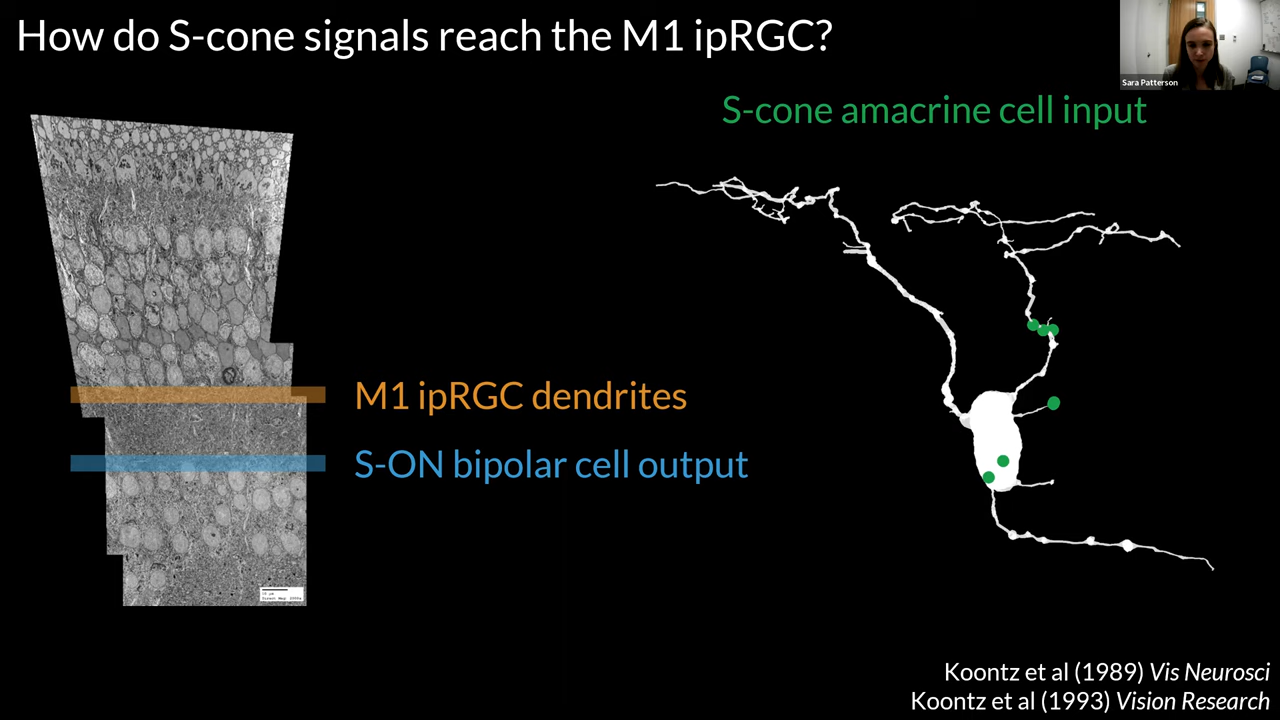 How do S-cone signals reach the M1 ipRGC?
Sara Patterson
S-cone amacrine cell input
M1 ipRGC dendrites
S-ON bipolar cell output
Koontz et al (1989) Vis Neurosci
Koontz et al (1993) Vision Research